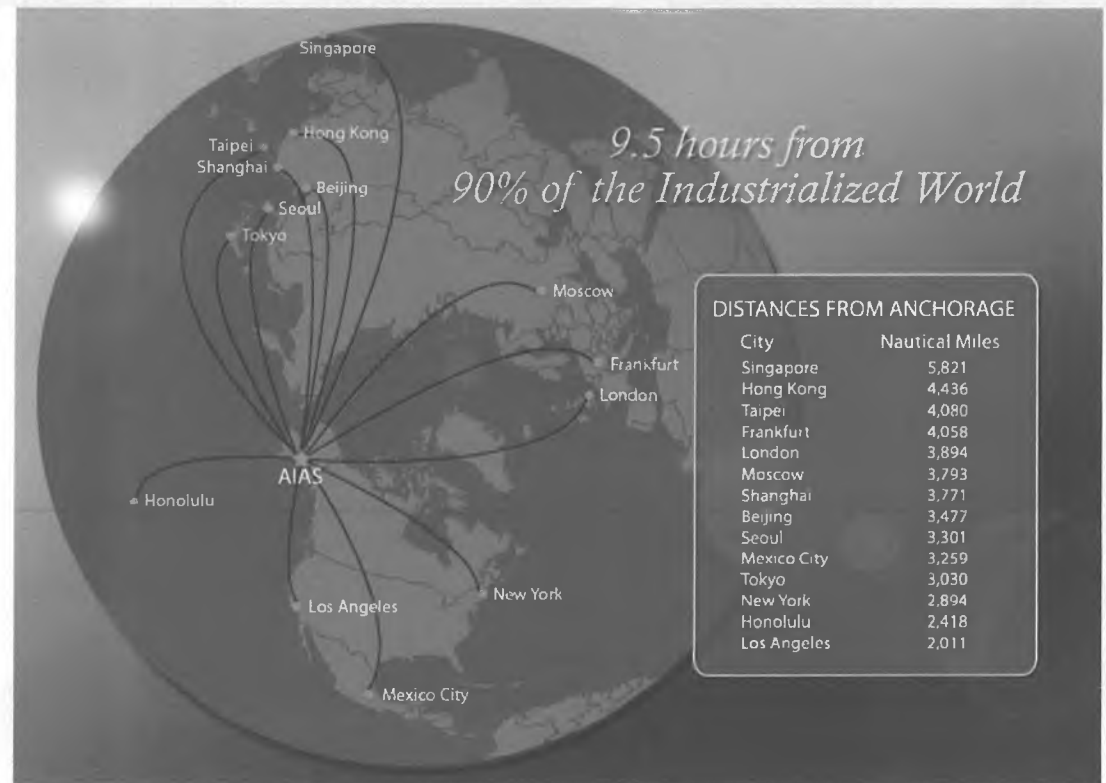 Singapore
Hong Kong
Taipei
Shanghai
Beijing
Seoul
Tokyo
Moscow
Frankfurt
London
AIAS
Honolulu
Los Angeles
New York
Mexico City
9.5 hours from
90% of the Industrialized World
DISTANCES FROM ANCHORAGE
City Nautical Miles
Singapore 5,821
Hong Kong 4,436
Taipei 4,080
Frankfurt 4,058
London 3,894
Moscow 3,793
Shanghai 3,771
Beijing 3,477
Seoul 3,301
Mexico City 3,259
Tokyo 3,030
New York 2,894
Honolulu 2,418
Los Angeles 2,011